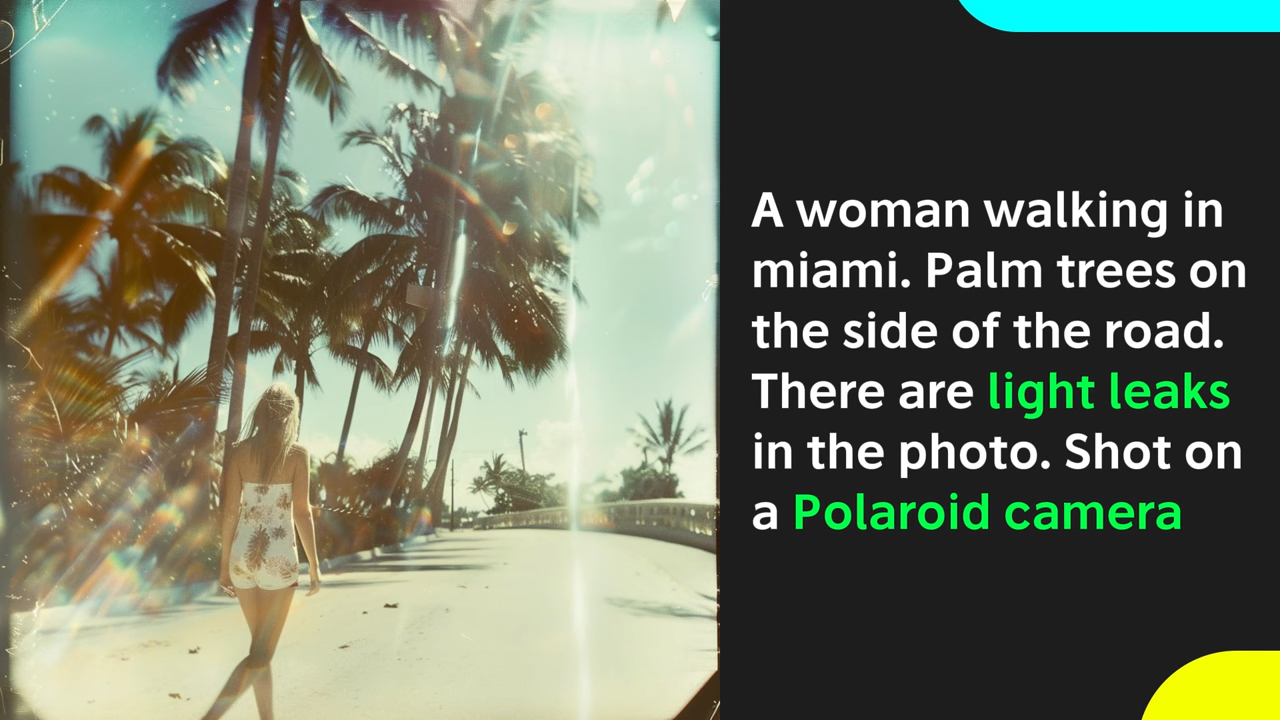 A woman walking in
miami. Palm trees on
the side of the road.
There are light leaks
in the photo. Shot on
a Polaroid camera